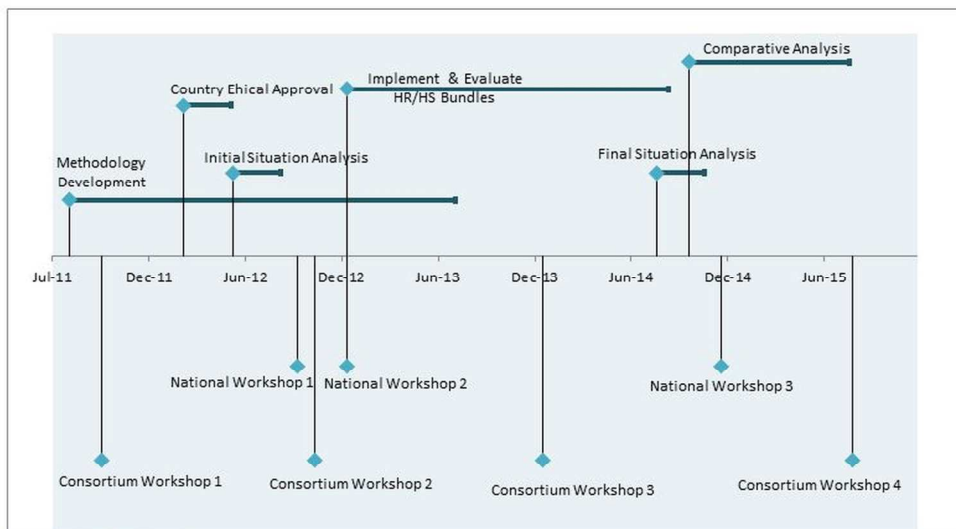 Comparative Analysis
Implement & Evaluate
HR/HS Bundles
Country Ehical Approval
Methodology
Development
Initial Situation Analysis
Final Situation Analysis
Jul-11
Dec-11
Jun-12
Dec-12
Jun-13
Dec-13
Jun-14
Dec-14
Jun-15
National Workshop 1
National Workshop 2
National Workshop 3
Consortium Workshop 1
Consortium Workshop 2
Consortium Workshop 3
Consortium Workshop 4